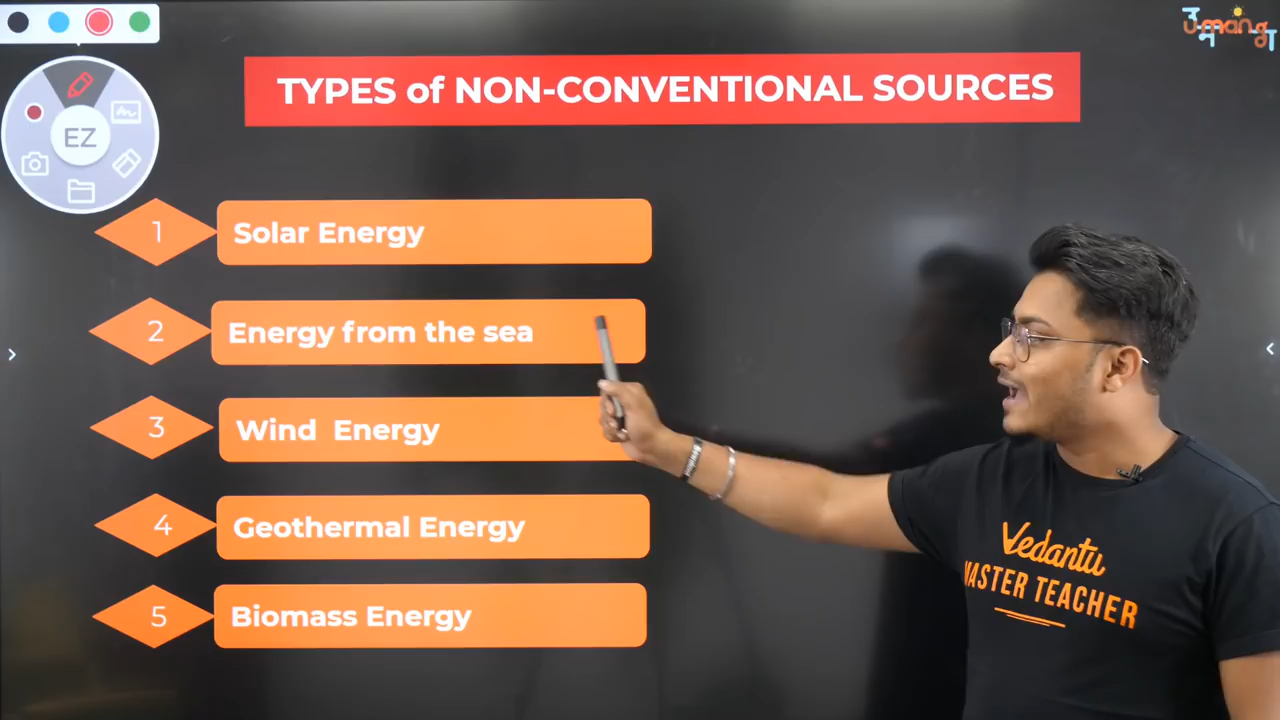 उmang
TYPES of NON-CONVENTIONAL SOURCES
EZ
1 Solar Energy
2 Energy from the sea
3 Wind Energy
4 Geothermal Energy
5 Biomass Energy
Vedantu
MASTER TEACHER